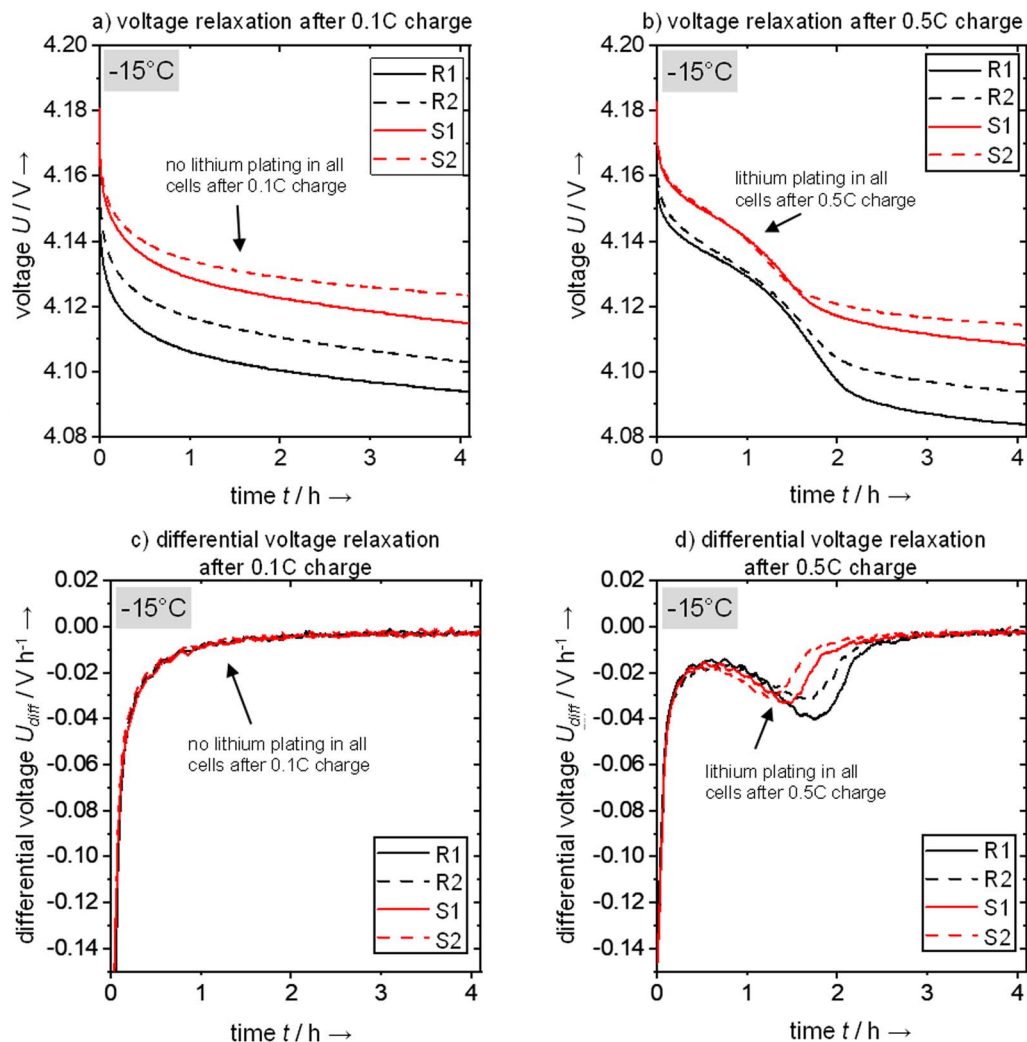 a) voltage relaxation after 0.1C charge
4.20
4.18
4.16
4.14
4.12
4.10
4.08
voltage U / V →
-15°C
R1
R2
S1
S2
no lithium plating in all
cells after 0.1C charge
0 1 2 3 4
time t / h →
b) voltage relaxation after 0.5C charge
4.20
4.18
4.16
4.14
4.12
4.10
4.08
voltage U / V →
-15°C
R1
R2
S1
S2
lithium plating in all
cells after 0.5C charge
0 1 2 3 4
time t / h →
c) differential voltage relaxation
after 0.1C charge
0.02
0.00
-0.02
-0.04
-0.06
-0.08
-0.10
-0.12
-0.14
differential voltage Udiff / V h-1 →
-15°C
no lithium plating in all
cells after 0.1C charge
R1
R2
S1
S2
0 1 2 3 4
time t / h →
d) differential voltage relaxation
after 0.5C charge
0.02
0.00
-0.02
-0.04
-0.06
-0.08
-0.10
-0.12
-0.14
differential voltage Udiff / V h-1 →
-15°C
lithium plating in all
cells after 0.5C charge
R1
R2
S1
S2
0 1 2 3 4
time t / h →